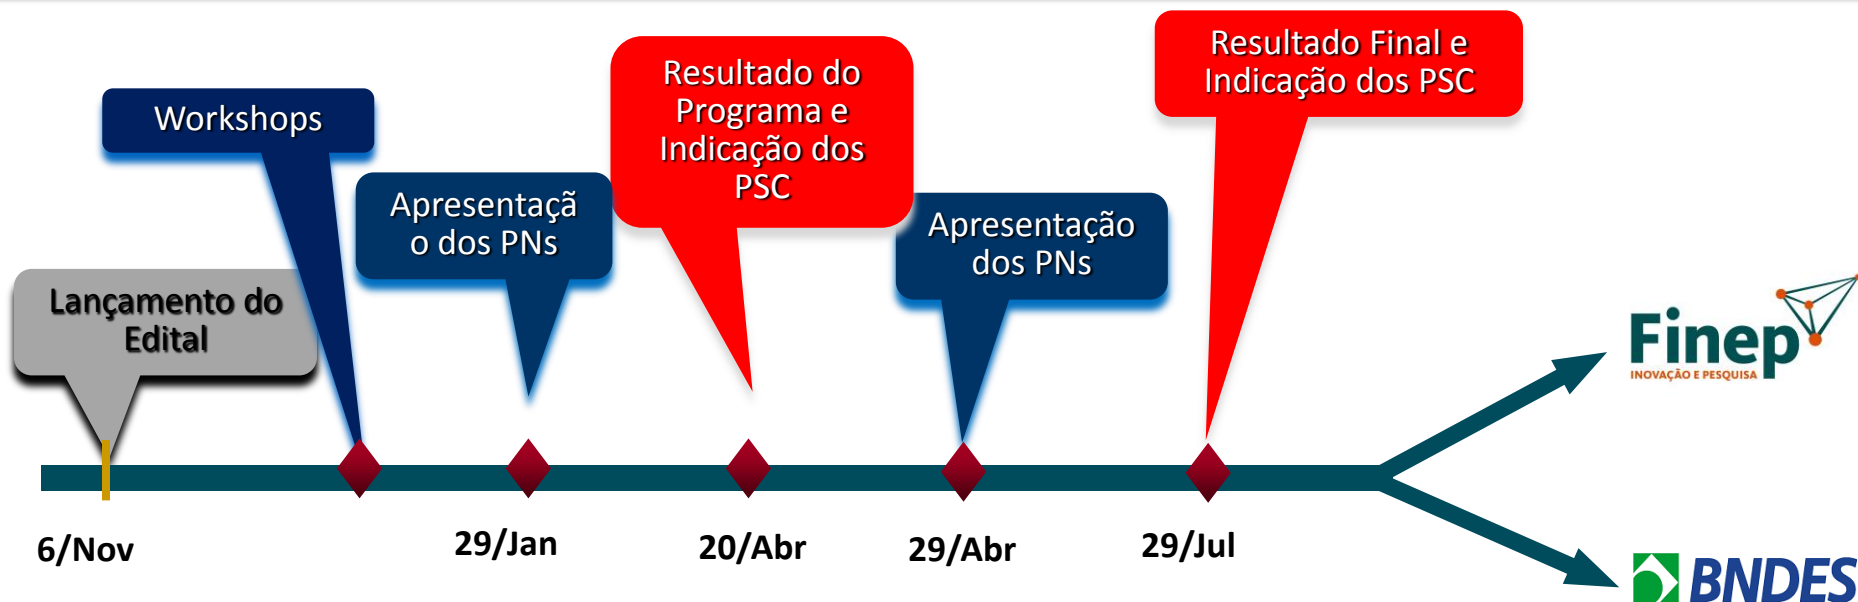 Workshops
Lançamento do
Edital
Apresentaçã
o dos PNs
Resultado do
Programa e
Indicação dos
PSC
Apresentação
dos PNs
Resultado Final e
Indicação dos PSC
6/Nov
29/Jan
20/Abr
29/Abr
29/Jul
Finep
INOVAÇÃO E PESQUISA
BNDES